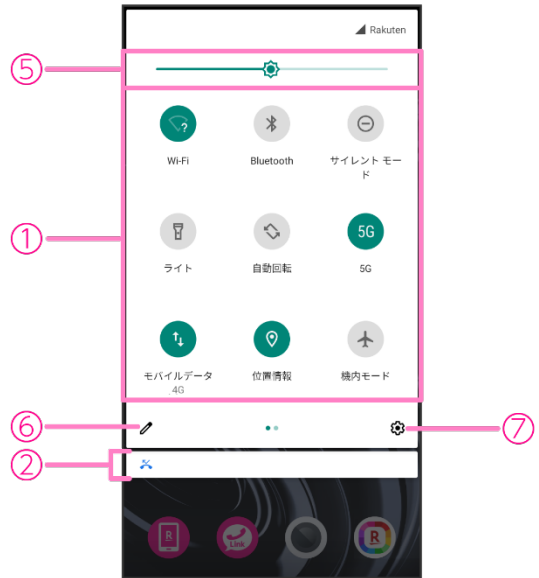 Rakuten
⑤
Wi-Fi
Bluetooth
サイレント モー
ド
①
ライト
自動回転
5G
5G
モバイルデータ
4G
位置情報
機内モード
⑥
⑦
②
R
Link
R